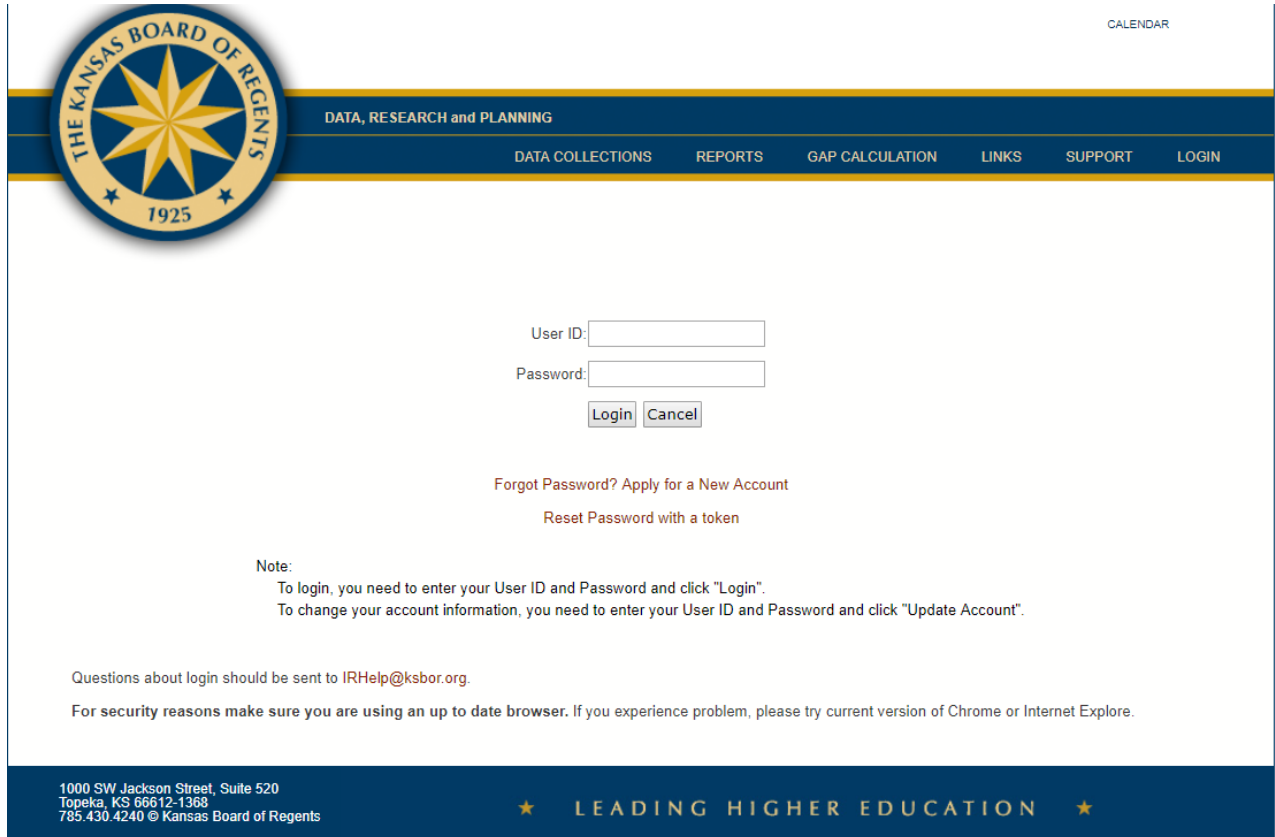 THE KANSAS BOARD OF REGENTS
1925
CALENDAR
DATA, RESEARCH and PLANNING
DATA COLLECTIONS REPORTS GAP CALCULATION LINKS SUPPORT LOGIN
User ID:
Password:
Login Cancel
Forgot Password? Apply for a New Account
Reset Password with a token
Note:
To login, you need to enter your User ID and Password and click "Login".
To change your account information, you need to enter your User ID and Password and click "Update Account".
Questions about login should be sent to IRHelp@ksbor.org.
For security reasons make sure you are using an up to date browser. If you experience problem, please try current version of Chrome or Internet Explore.
1000 SW Jackson Street, Suite 520
Topeka, KS 66612-1368
785.430.4240 © Kansas Board of Regents
★ LEADING HIGHER EDUCATION ★